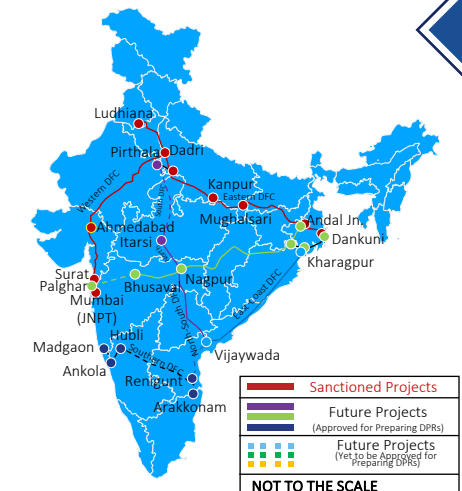 Ludhiana
Pirthala
Dadri
Western DFC
Kanpur
Eastern DFC
Mughalsari
Andal Jn.
Dankuni
Ahmedabad
Itarsi
Kharagpur
Surat
Palghar
Bhusaval
Nagpur
East Coast DFC
Mumbai
(JNPT)
North South DFC
Hubli
Madgaon
Southern DFC
Vijaywada
Ankola
Renigunt
Arakkonam
Sanctioned Projects
Future Projects
(Approved for Preparing DPRs)
Future Projects
(Yet to be Approved for
Preparing DPRs)
NOT TO THE SCALE